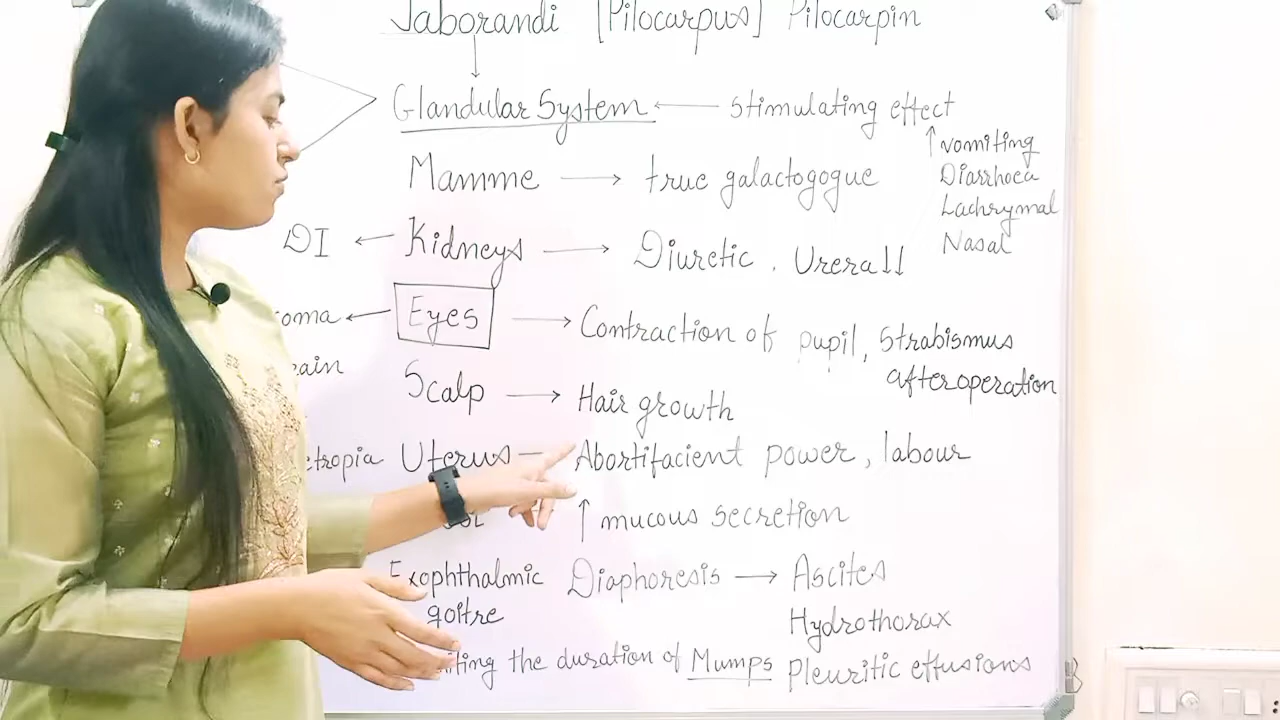 Jaborandi [Pilocarpus] Pilocarpin
Glandular System ← stimulating effect
↑ vomiting
Diarrhoea
Lachrymal
Nasal
Mamme → true galactogogue
DI ← Kidneys → Diuretic, Urera↓↓
oma ← Eyes → Contraction of pupil, Strabismus
after operation
ain
Scalp → Hair growth
tropia Uterus — Abortifacient power, labour
↑ mucous secretion
Exophthalmic goitre
Diaphoresis → Ascites
Hydrothorax
Pleuritic effusions
iting the duration of Mumps